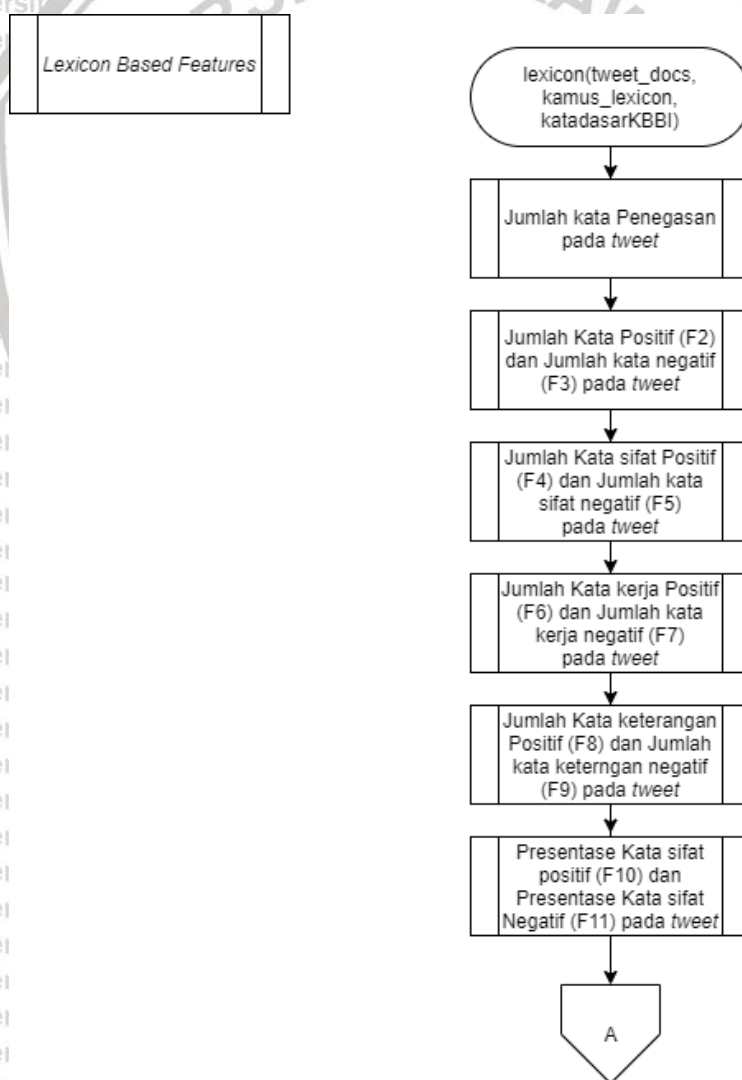 Lexicon Based Features
lexicon(tweet_docs,
kamus_lexicon,
katadasarKBBI)
Jumlah kata Penegasan
pada tweet
Jumlah Kata Positif (F2)
dan Jumlah kata negatif
(F3) pada tweet
Jumlah Kata sifat Positif
(F4) dan Jumlah kata
sifat negatif (F5)
pada tweet
Jumlah Kata kerja Positif
(F6) dan Jumlah kata
kerja negatif (F7)
pada tweet
Jumlah Kata keterangan
Positif (F8) dan Jumlah
kata keterngan negatif
(F9) pada tweet
Presentase Kata sifat
positif (F10) dan
Presentase Kata sifat
Negatif (F11) pada tweet
A